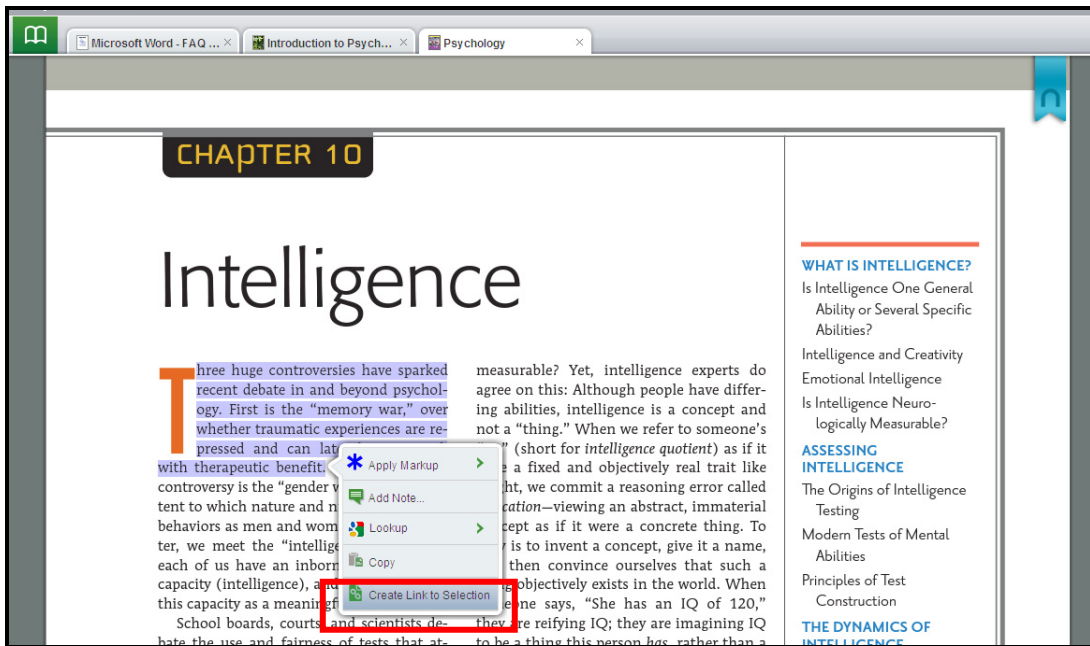 Microsoft Word - FAQ ...
Introduction to Psych...
Psychology
CHAPTER 10
Intelligence
Three huge controversies have sparked
recent debate in and beyond psychol-
ogy. First is the “memory war,” over
whether traumatic experiences are re-
pressed and can
with therapeutic benefit.
controversy is the “gender
tent to which nature and
behaviors as men and
ter, we meet the
each of us have an
capacity (intelligence),
this capacity as a
School boards, courts, and scientists de-
bate the use and fairness of tests that at-
Apply Markup
Add Note...
Lookup
Copy
Create Link to Selection
measurable? Yet, intelligence experts do
agree on this: Although people have differ-
ing abilities, intelligence is a concept and
not a “thing.” When we refer to someone’s
(short for intelligence quotient) as if it
a fixed and objectively real trait like
we commit a reasoning error called
—viewing an abstract, immaterial
as if it were a concrete thing. To
is to invent a concept, give it a name,
then convince ourselves that such a
objectively exists in the world. When
says, “She has an IQ of 120,”
they are reifying IQ; they are imagining IQ
to be a thing this person has, rather than a
WHAT IS INTELLIGENCE?
Is Intelligence One General
Ability or Several Specific
Abilities?
Intelligence and Creativity
Emotional Intelligence
Is Intelligence Neuro-
logically Measurable?
ASSESSING
INTELLIGENCE
The Origins of Intelligence
Testing
Modern Tests of Mental
Abilities
Principles of Test
Construction
THE DYNAMICS OF
INTELLIGENCE